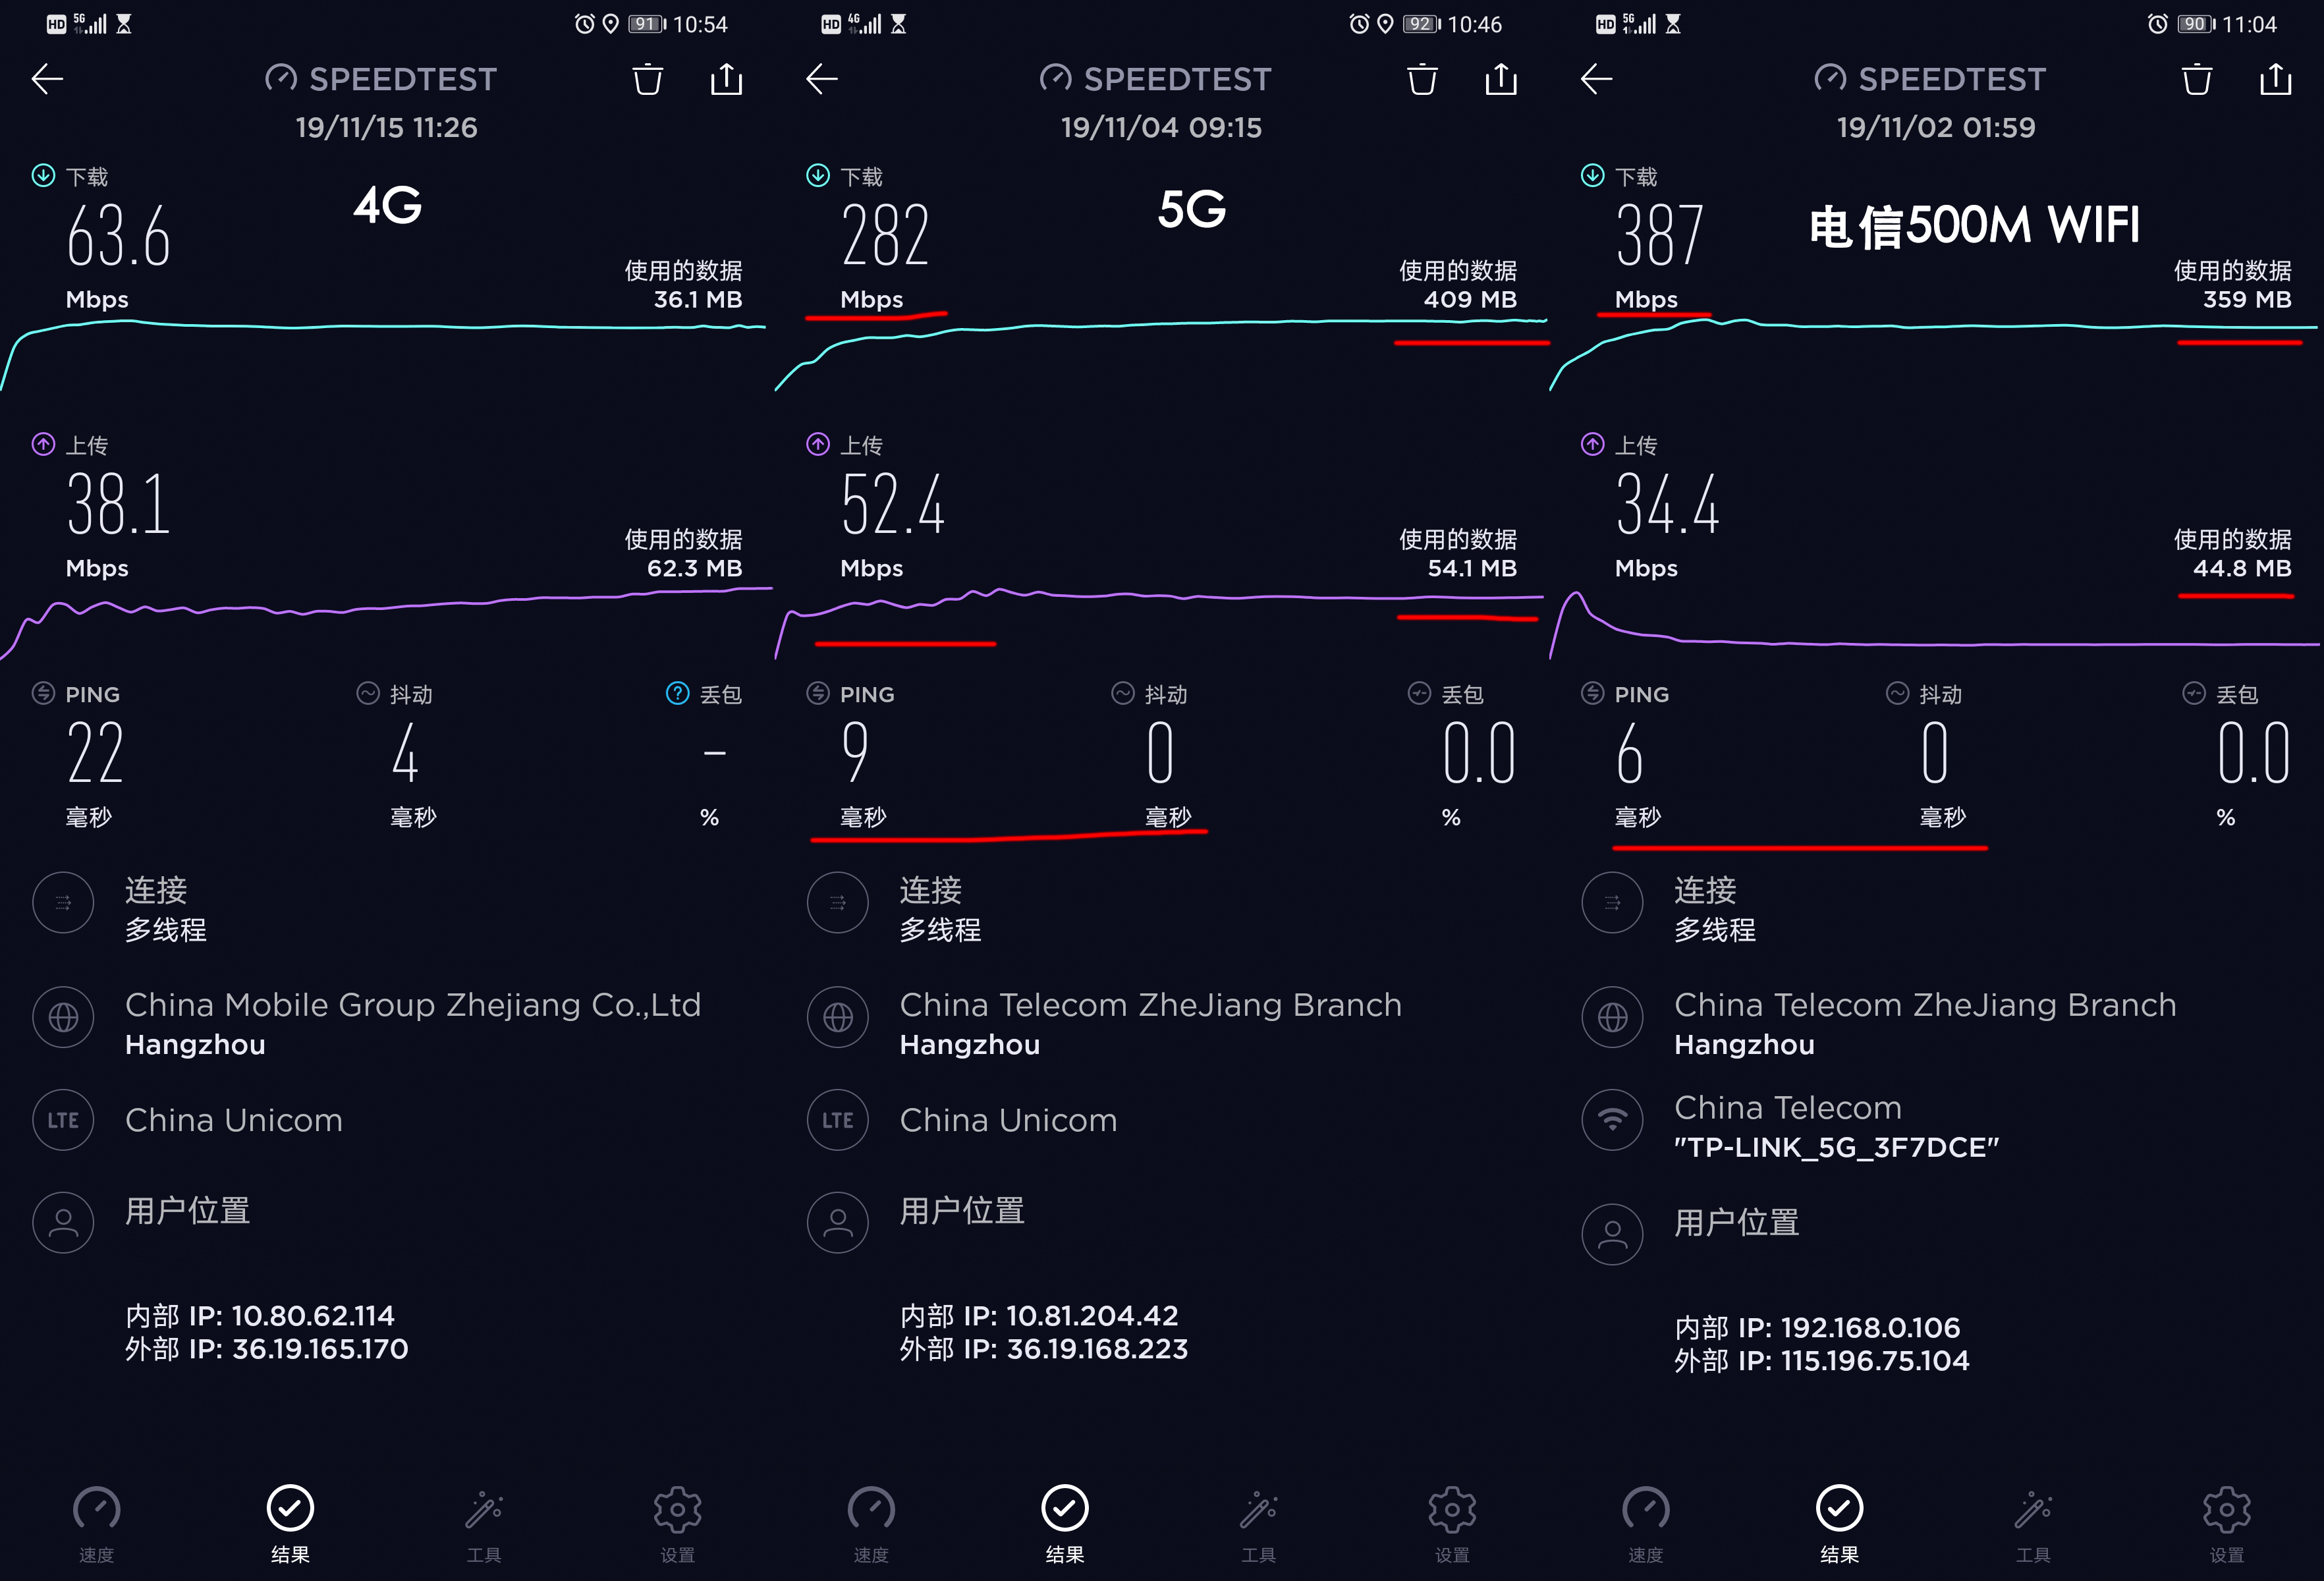 HD 5G 91 10:54
SPEEDTEST
19/11/15 11:26
下载
63.6
Mbps
4G
使用的数据
36.1 MB
上传
38.1
Mbps
使用的数据
62.3 MB
PING
22
毫秒
抖动
4
毫秒
丢包
–
%
连接
多线程
China Mobile Group Zhejiang Co.,Ltd
Hangzhou
LTE
China Unicom
用户位置
内部 IP: 10.80.62.114
外部 IP: 36.19.165.170
速度
结果
工具
设置
HD 4G 92 10:46
SPEEDTEST
19/11/04 09:15
下载
282
Mbps
5G
使用的数据
409 MB
上传
52.4
Mbps
使用的数据
54.1 MB
PING
9
毫秒
抖动
0
毫秒
丢包
0.0
%
连接
多线程
China Telecom ZheJiang Branch
Hangzhou
LTE
China Unicom
用户位置
内部 IP: 10.81.204.42
外部 IP: 36.19.168.223
速度
结果
工具
设置
HD 5G 90 11:04
SPEEDTEST
19/11/02 01:59
下载
387
Mbps
电信500M WIFI
使用的数据
359 MB
上传
34.4
Mbps
使用的数据
44.8 MB
PING
6
毫秒
抖动
0
毫秒
丢包
0.0
%
连接
多线程
China Telecom ZheJiang Branch
Hangzhou
China Telecom
"TP-LINK_5G_3F7DCE"
用户位置
内部 IP: 192.168.0.106
外部 IP: 115.196.75.104
速度
结果
工具
设置